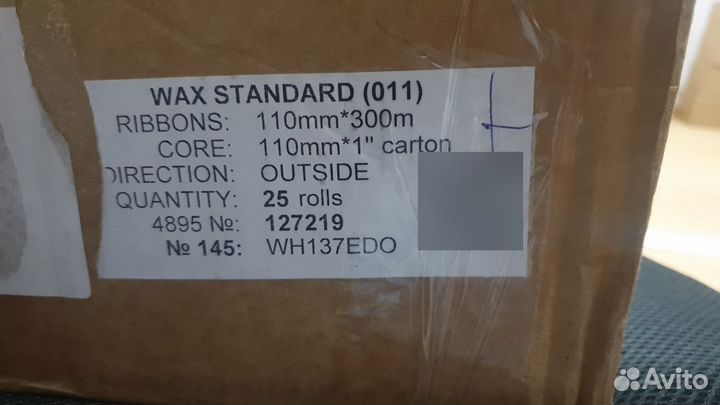 WAX STANDARD (011)
RIBBONS: 110mm*300m
CORE: 110mm*1" carton
DIRECTION: OUTSIDE
QUANTITY: 25 rolls
4895 №: 127219
№ 145: WH137EDO
Avito